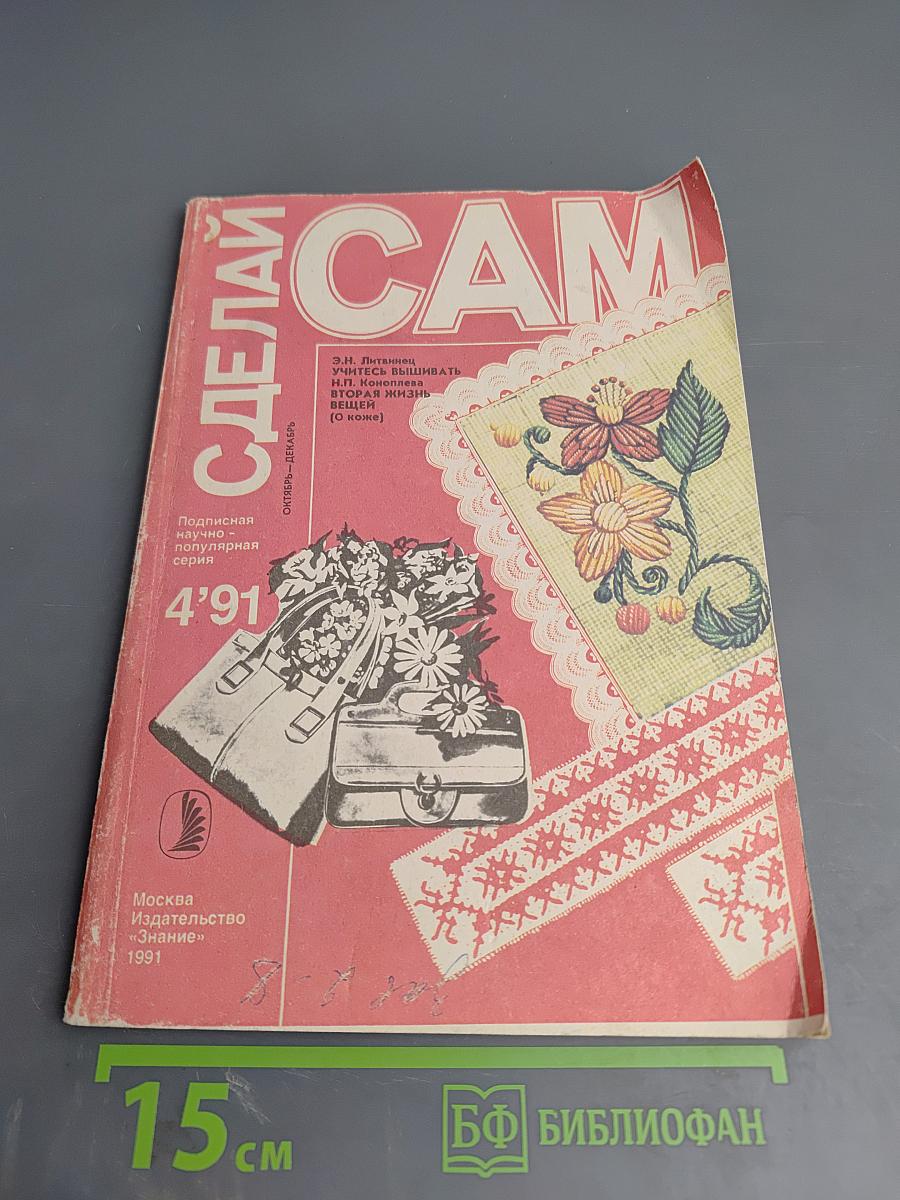 СДЕЛАЙ
САМ
ОКТЯБРЬ—ДЕКАБРЬ
Э.Н. Литвинец
УЧИТЕСЬ ВЫШИВАТЬ
Н.П. Коноплева
ВТОРАЯ ЖИЗНЬ
ВЕЩЕЙ
(О коже)
Подписная
научно-
популярная
серия
4'91
Москва
Издательство
«Знание»
1991
15 см
БФ БИБЛИОФАН